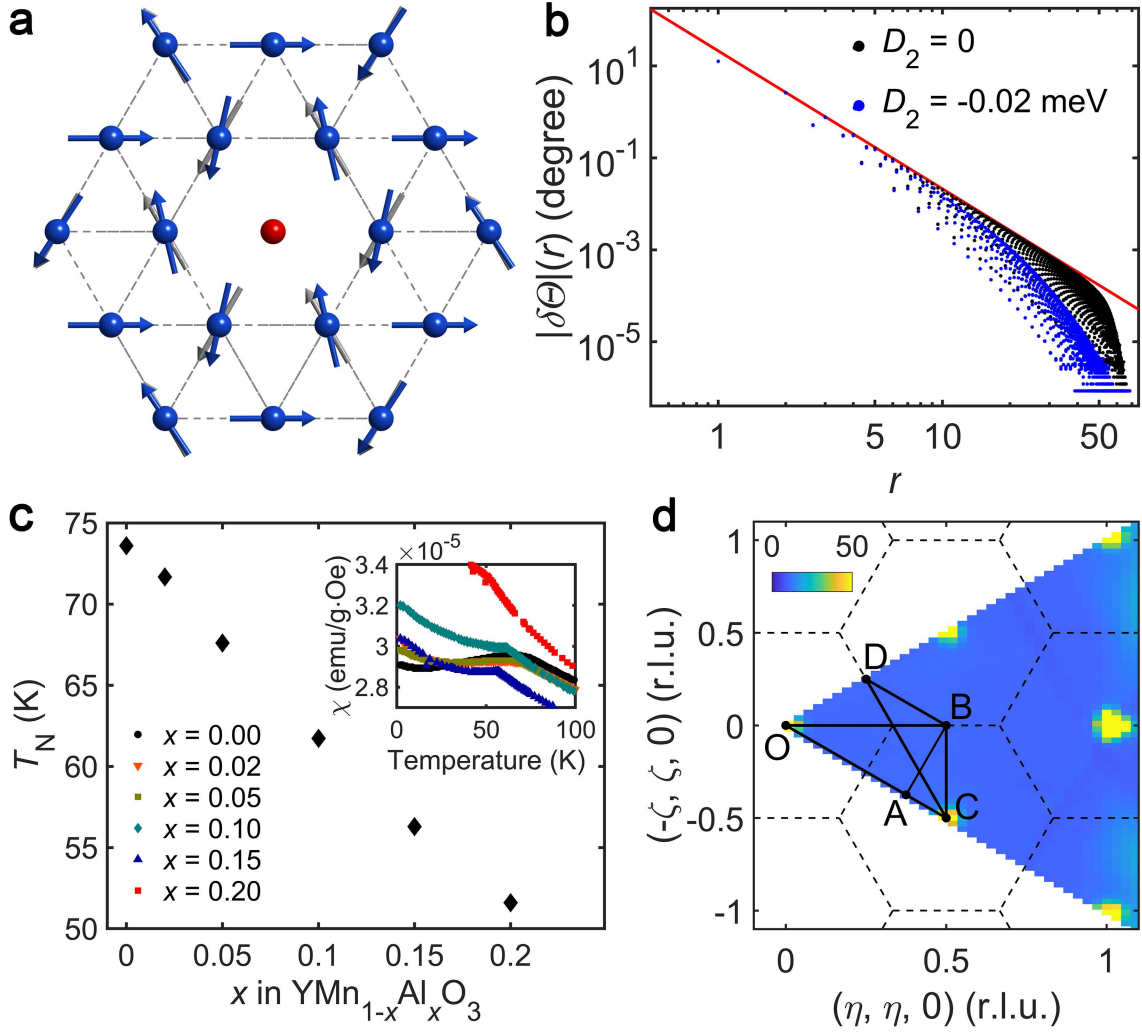 a
b
|δΘ|(r) (degree)
10¹
10⁻¹
10⁻³
10⁻⁵
D₂ = 0
D₂ = -0.02 meV
1
5
10
50
r
c
T_N (K)
75
70
65
60
55
50
x = 0.00
x = 0.02
x = 0.05
x = 0.10
x = 0.15
x = 0.20
×10⁻⁵
χ (emu/g·Oe)
3.4
3.2
3
2.8
0
50
100
Temperature (K)
0
0.05
0.1
0.15
0.2
x in YMn₁₋ₓAlₓO₃
d
(-ζ, ζ, 0) (r.l.u.)
1
0.5
0
-0.5
-1
0 50
D
B
O
A
C
0
0.5
1
(η, η, 0) (r.l.u.)